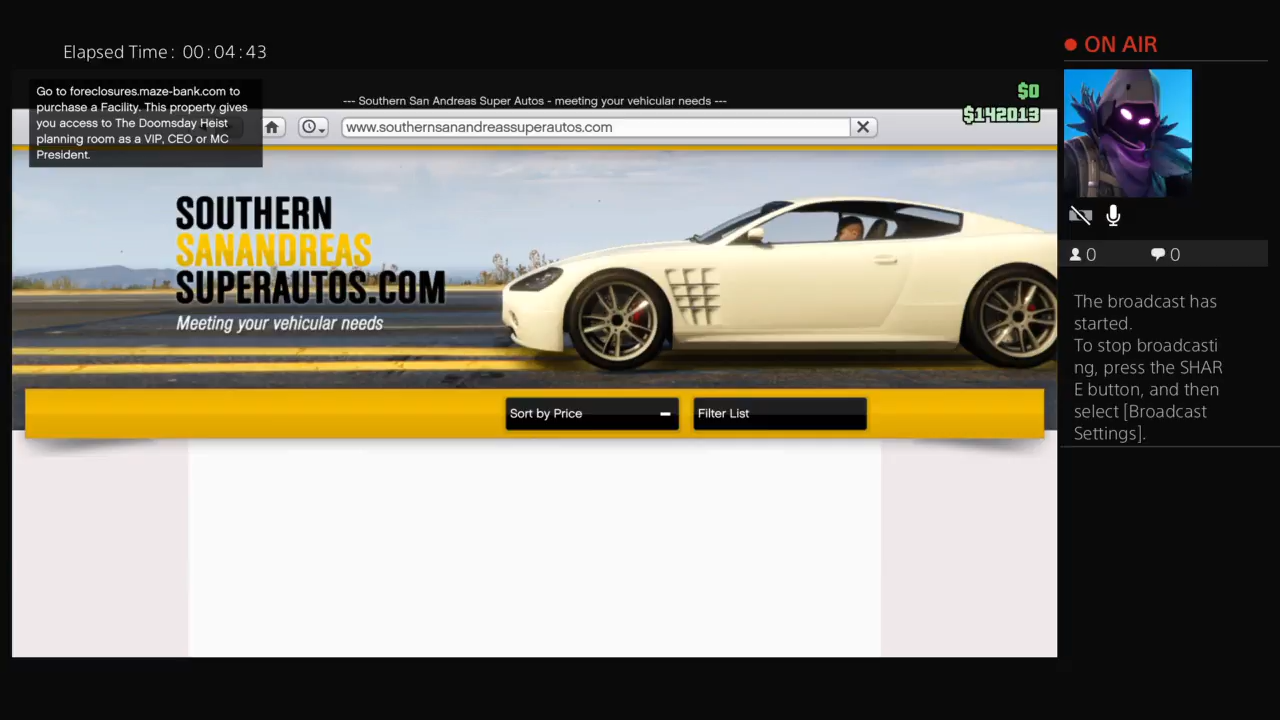 Elapsed Time: 00:04:43
ON AIR
Go to foreclosures.maze-bank.com to
purchase a Facility. This property gives
you access to The Doomsday Heist
planning room as a VIP, CEO or MC
President.
--- Southern San Andreas Super Autos - meeting your vehicular needs ---
$0
$142013
www.southernsanandreassuperautos.com
SOUTHERN
SANANDREAS
SUPERAUTOS.COM
Meeting your vehicular needs
Sort by Price
Filter List
0
0
The broadcast has
started.
To stop broadcasti
ng, press the SHAR
E button, and then
select [Broadcast
Settings].